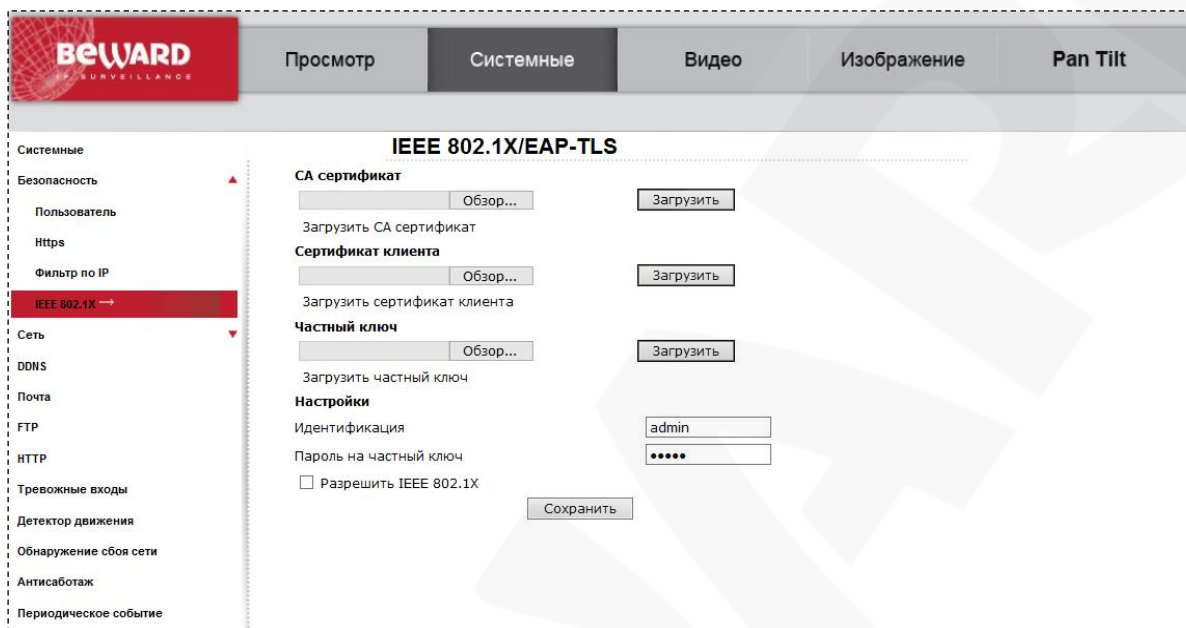 BEWARD
IP SURVEILLANCE
Просмотр
Системные
Видео
Изображение
Pan Tilt
Системные
Безопасность
Пользователь
Https
Фильтр по IP
IEEE 802.1X →
Сеть
DDNS
Почта
FTP
HTTP
Тревожные входы
Детектор движения
Обнаружение сбоя сети
Антисаботаж
Периодическое событие
IEEE 802.1X/EAP-TLS
CA сертификат
Обзор... Загрузить
Загрузить CA сертификат
Сертификат клиента
Обзор... Загрузить
Загрузить сертификат клиента
Частный ключ
Обзор... Загрузить
Загрузить частный ключ
Настройки
Идентификация admin
Пароль на частный ключ •••••
Разрешить IEEE 802.1X
Сохранить